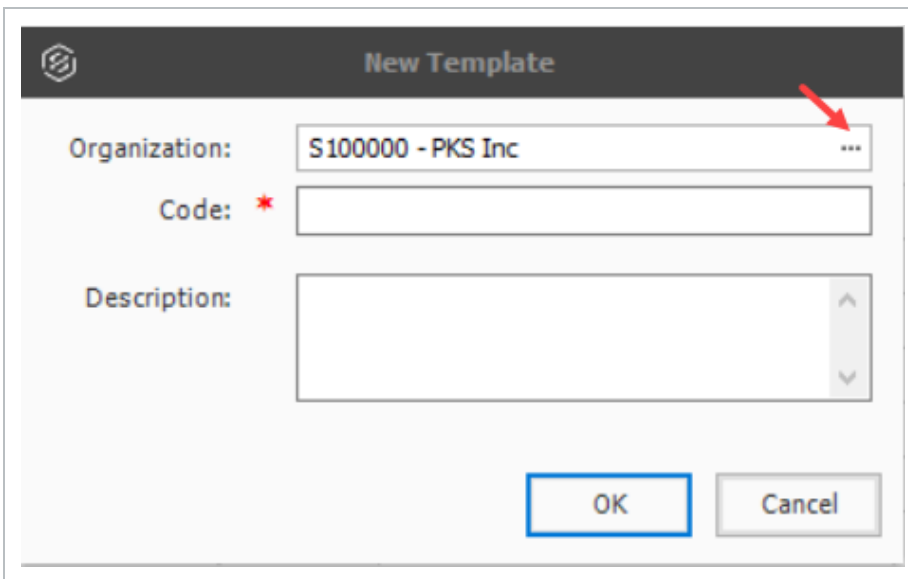 New Template
Organization: S100000 - PKS Inc ...
Code: *
Description:
OK Cancel